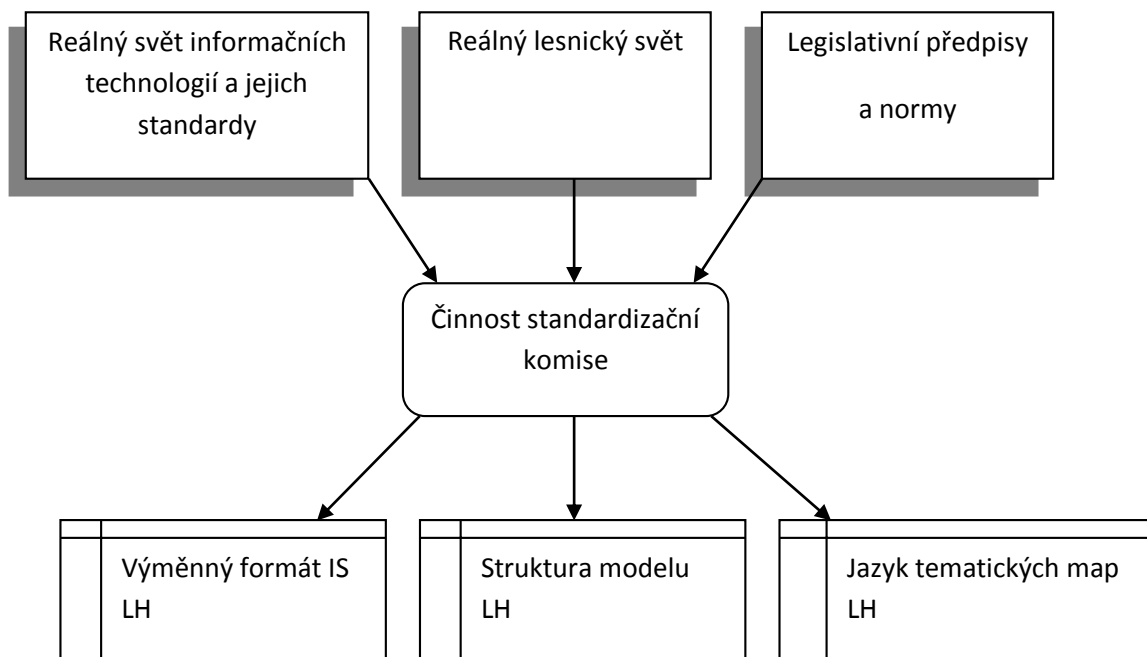 Reálný svět informačních
technologií a jejich
standardy
Reálný lesnický svět
Legislativní předpisy
a normy
Činnost standardizační
komise
Výměnný formát IS
LH
Struktura modelu
LH
Jazyk tematických map
LH